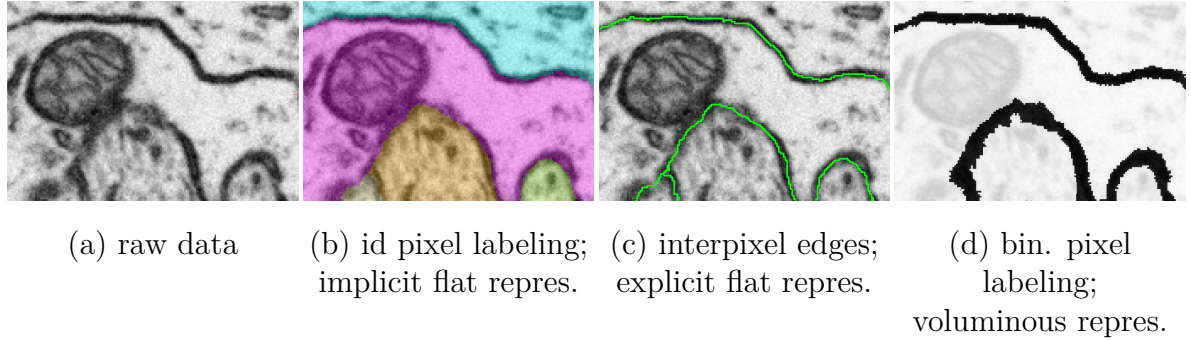 (a) raw data
(b) id pixel labeling;
implicit flat repres.
(c) interpixel edges;
explicit flat repres.
(d) bin. pixel
labeling;
voluminous repres.